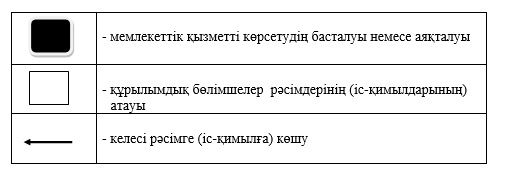 - мемлекеттік қызметті көрсетудің басталуы немесе аяқталуы
- құрылымдық бөлімшелер рәсімдерінің (іс-қимылдарының)
атауы
- келесі рәсімге (іс-қимылға) көшу